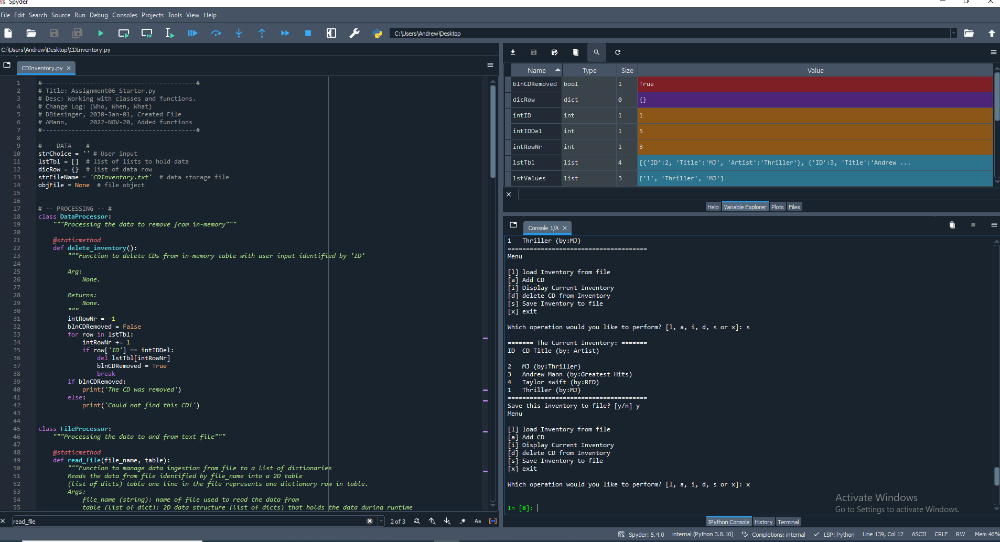 Spyder
File Edit Search Source Run Debug Consoles Projects Tools View Help
C:\Users\Andrew\Desktop
C:\Users\Andrew\Desktop\CDInventory.py
CDInventory.py
1 #------------------------------------------#
2 # Title: Assignment06_Starter.py
3 # Desc: Working with classes and functions.
4 # Change Log: (Who, When, What)
5 # DBiesinger, 2030-Jan-01, Created File
6 # AMann,      2022-NOV-20, Added functions
7 #------------------------------------------#
8
9 # -- DATA -- #
10 strChoice = '' # User input
11 lstTbl = []  # list of lists to hold data
12 dicRow = {}  # list of data row
13 strFileName = 'CDInventory.txt'  # data storage file
14 objFile = None  # file object
15
16
17 # -- PROCESSING -- #
18 class DataProcessor:
19     """Processing the data to remove from in-memory"""
20
21     @staticmethod
22     def delete_inventory():
23         """Function to delete CDs from in-memory table with user input identified by 'ID'
24
25         Arg:
26             None.
27
28         Returns:
29             None.
30         """
31         intRowNr = -1
32         blnCDRemoved = False
33         for row in lstTbl:
34             intRowNr += 1
35             if row['ID'] == intIDDel:
36                 del lstTbl[intRowNr]
37                 blnCDRemoved = True
38                 break
39         if blnCDRemoved:
40             print('The CD was removed')
41         else:
42             print('Could not find this CD!')
43
44
45 class FileProcessor:
46     """Processing the data to and from text file"""
47
48     @staticmethod
49     def read_file(file_name, table):
50         """Function to manage data ingestion from file to a list of dictionaries
51         Reads the data from file identified by file_name into a 2D table
52         (list of dicts) table one line in the file represents one dictionary row in table.
53         Args:
54             file_name (string): name of file used to read the data from
55             table (list of dict): 2D data structure (list of dicts) that holds the data during runtime
read_file
2 of 3
Aa
Name Type Size Value
blnCDRemoved bool 1 True
dicRow dict 0 {}
intID int 1 1
intIDDel int 1 5
intRowNr int 1 3
lstTbl list 4 [{'ID':2, 'Title':'MJ', 'Artist':'Thriller'}, {'ID':3, 'Title':'Andrew ...
lstValues list 3 ['1', 'Thriller', 'MJ']
Help Variable Explorer Plots Files
Console 1/A
1   Thriller (by:MJ)
======================================
Menu
[l] load Inventory from file
[a] Add CD
[i] Display Current Inventory
[d] delete CD from Inventory
[s] Save Inventory to file
[x] exit
Which operation would you like to perform? [l, a, i, d, s or x]: s
======= The Current Inventory: =======
ID  CD Title (by: Artist)
2   MJ (by:Thriller)
3   Andrew Mann (by:Greatest Hits)
4   Taylor swift (by:RED)
1   Thriller (by:MJ)
======================================
Save this inventory to file? [y/n] y
Menu
[l] load Inventory from file
[a] Add CD
[i] Display Current Inventory
[d] delete CD from Inventory
[s] Save Inventory to file
[x] exit
Which operation would you like to perform? [l, a, i, d, s or x]: x
In [8]:
Activate Windows
Go to Settings to activate Windows.
IPython Console History Terminal
Spyder: 5.4.0 internal (Python 3.8.10) Completions: internal LSP: Python Line 139, Col 12 ASCII CRLF RW Mem 46%